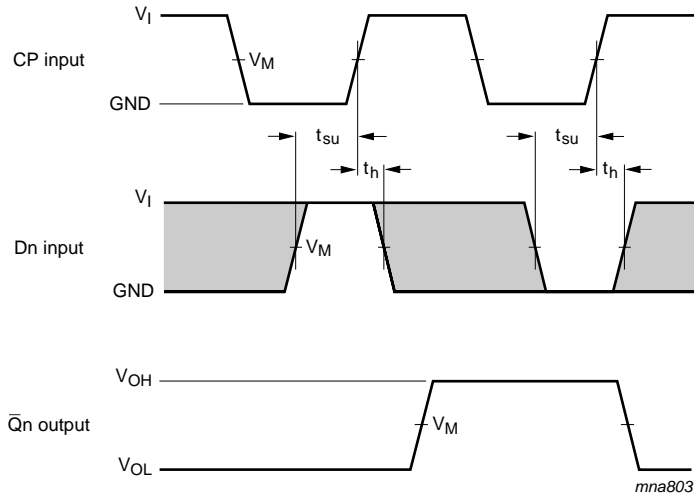 V_I
CP input
V_M
GND
t_su
t_su
t_h
t_h
V_I
Dn input
V_M
GND
V_OH
Q̅n output
V_M
V_OL
mna803